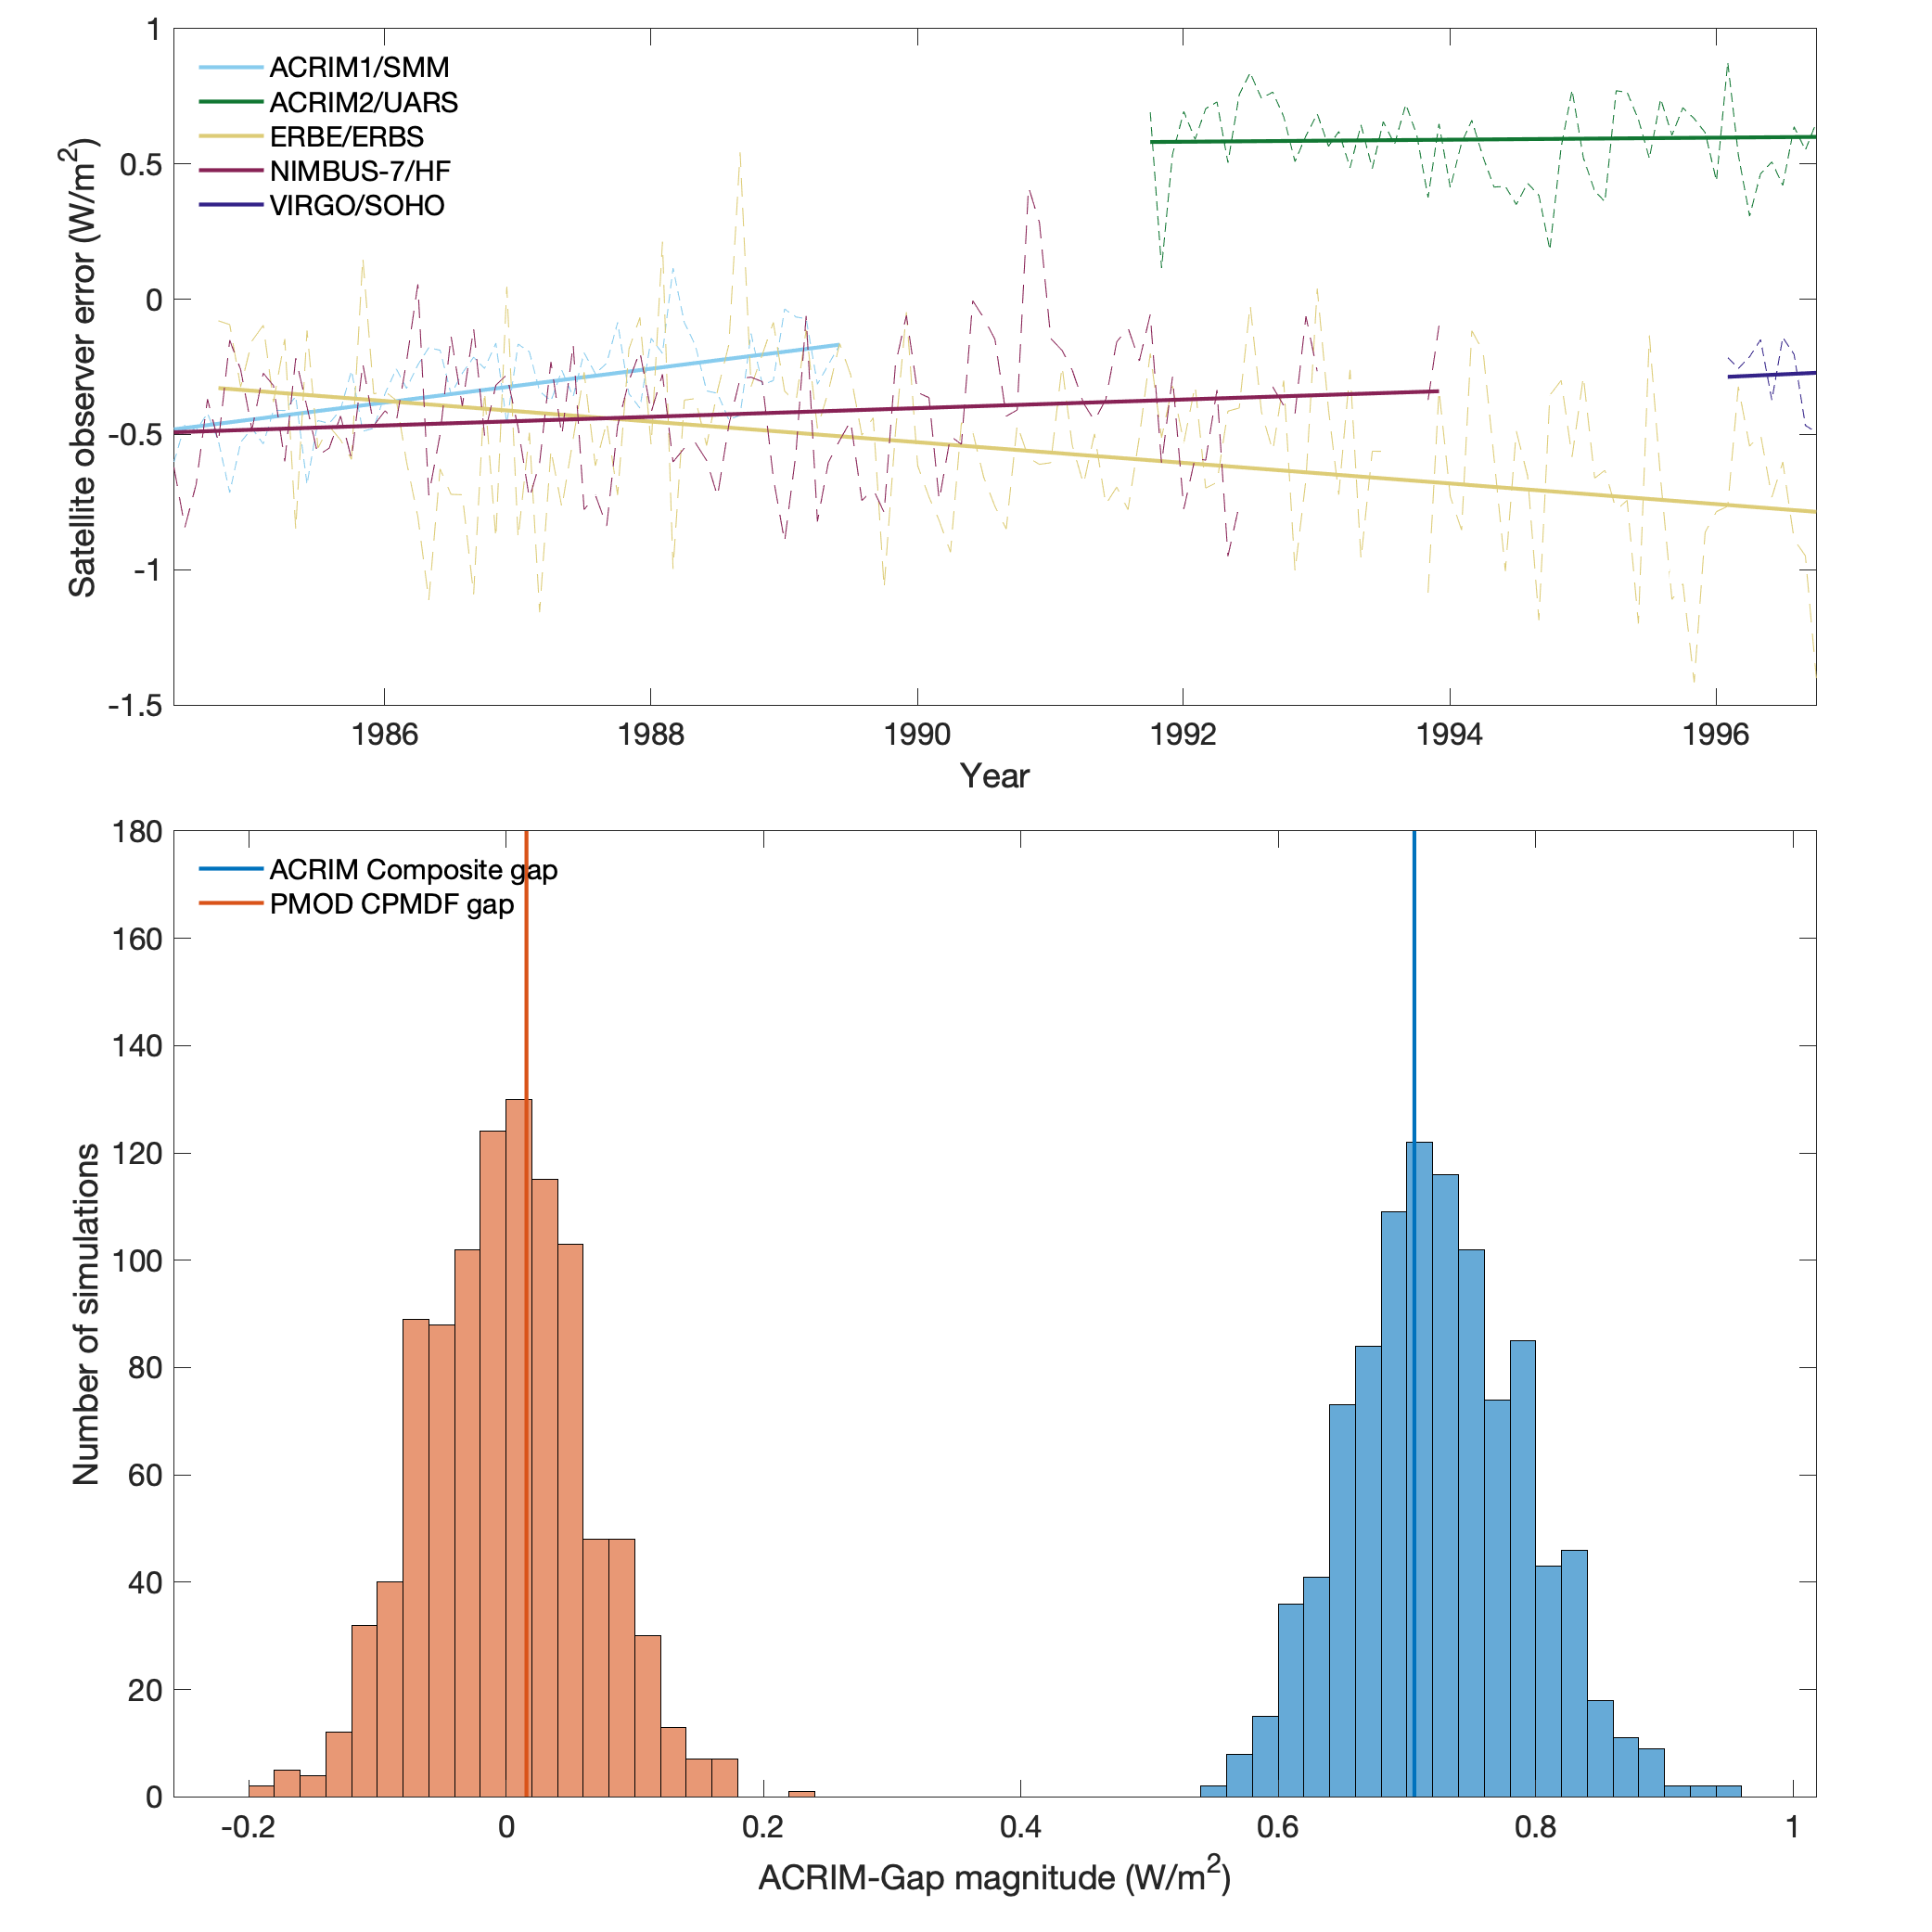 1
0.5
0
-0.5
-1
-1.5
Satellite observer error (W/m²)
ACRIM1/SMM
ACRIM2/UARS
ERBE/ERBS
NIMBUS-7/HF
VIRGO/SOHO
1986 1988 1990 1992 1994 1996
Year
180
160
140
120
100
80
60
40
20
0
Number of simulations
ACRIM Composite gap
PMOD CPMDF gap
-0.2 0 0.2 0.4 0.6 0.8 1
ACRIM-Gap magnitude (W/m²)